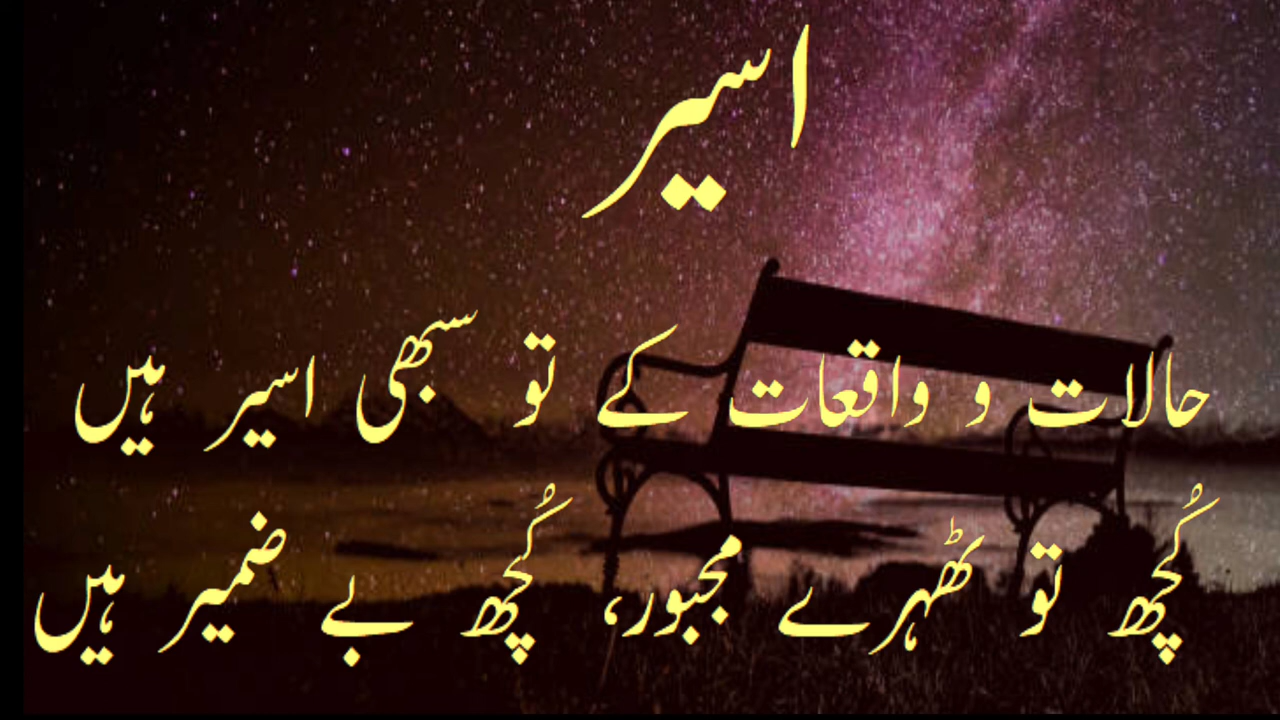 اسیر
حالات و واقعات کے تو سبھی اسیر ہیں
کُچھ تو ٹھہرے مجبور، کُچھ بے ضمیر ہیں